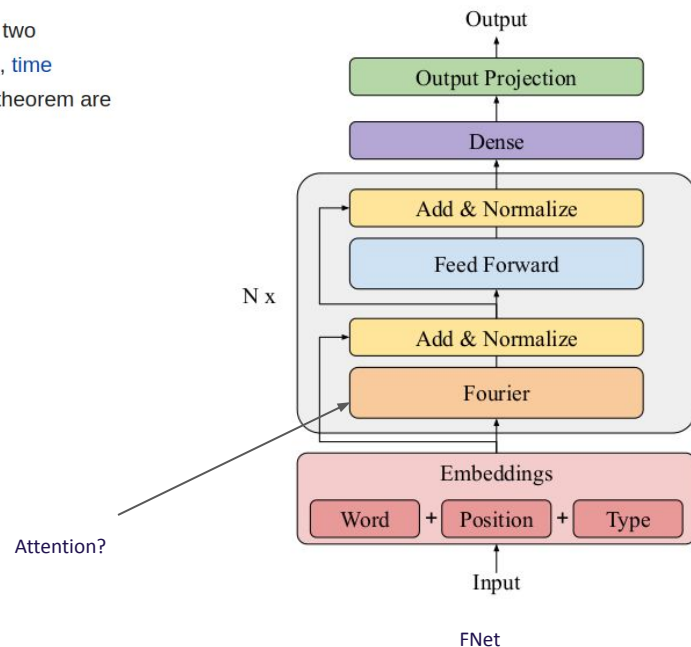 two
, time
theorem are
Output
Output Projection
Dense
Add & Normalize
Feed Forward
N x
Add & Normalize
Fourier
Embeddings
Word + Position + Type
Attention?
Input
FNet